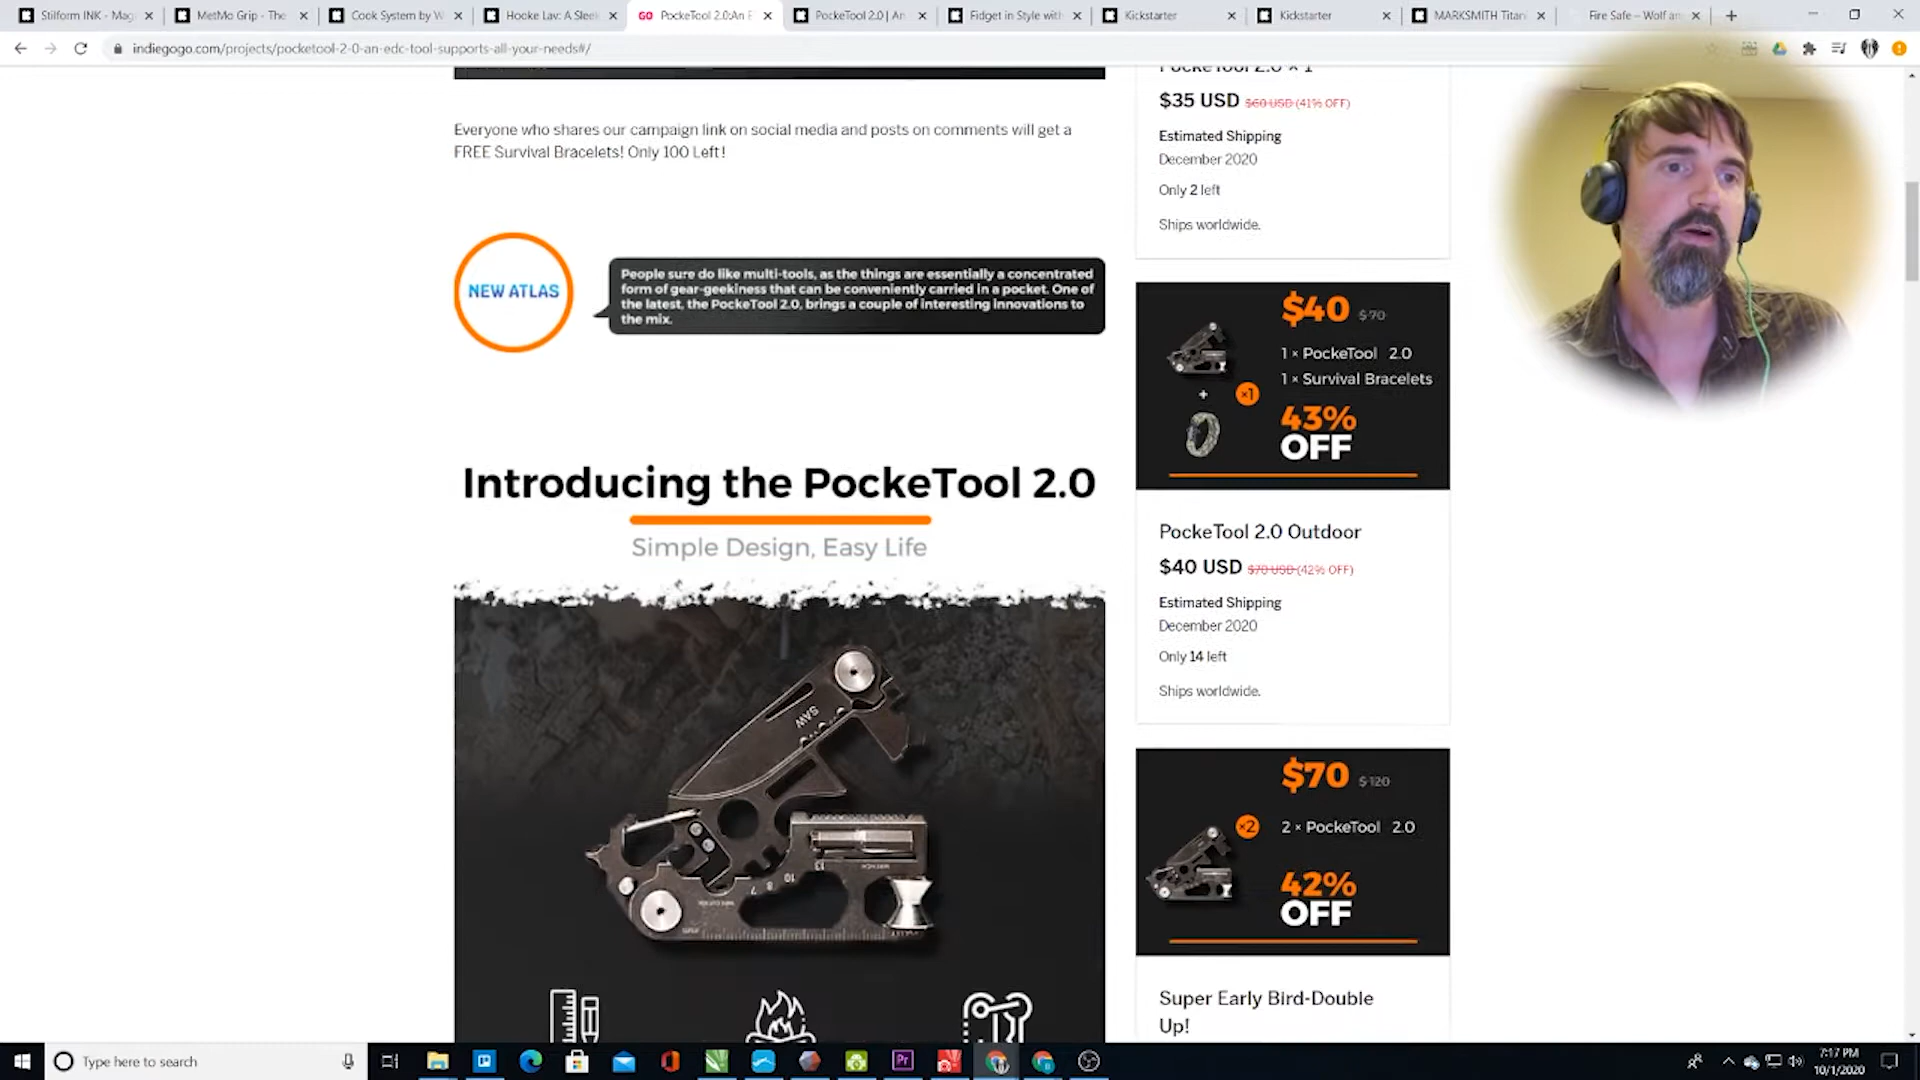 Stilform INK - Mag
MetMo Grip - The
Cook System by W
Hooke Lav: A Sleek
GO PockeTool 2.0:An E
PockeTool 2.0 | An
Fidget in Style with
Kickstarter
Kickstarter
MARKSMITH Titan
Fire Safe – Wolf an
indiegogo.com/projects/pocketool-2-0-an-edc-tool-supports-all-your-needs#/
Everyone who shares our campaign link on social media and posts on comments will get a
FREE Survival Bracelets! Only 100 Left!
NEW ATLAS
People sure do like multi-tools, as the things are essentially a concentrated
form of gear-geekiness that can be conveniently carried in a pocket. One of
the latest, the PockeTool 2.0, brings a couple of interesting innovations to
the mix.
Introducing the PockeTool 2.0
Simple Design, Easy Life
SAW
7 8 10 13
WRENCH
PockeTool 2.0 × 1
$35 USD $60 USD (41% OFF)
Estimated Shipping
December 2020
Only 2 left
Ships worldwide.
$40 $70
1 × PockeTool 2.0
1 × Survival Bracelets
+
×1
43%
OFF
PockeTool 2.0 Outdoor
$40 USD $70 USD (42% OFF)
Estimated Shipping
December 2020
Only 14 left
Ships worldwide.
$70 $120
×2
2 × PockeTool 2.0
42%
OFF
Super Early Bird-Double
Up!
Type here to search
Pr
7:17 PM
10/1/2020